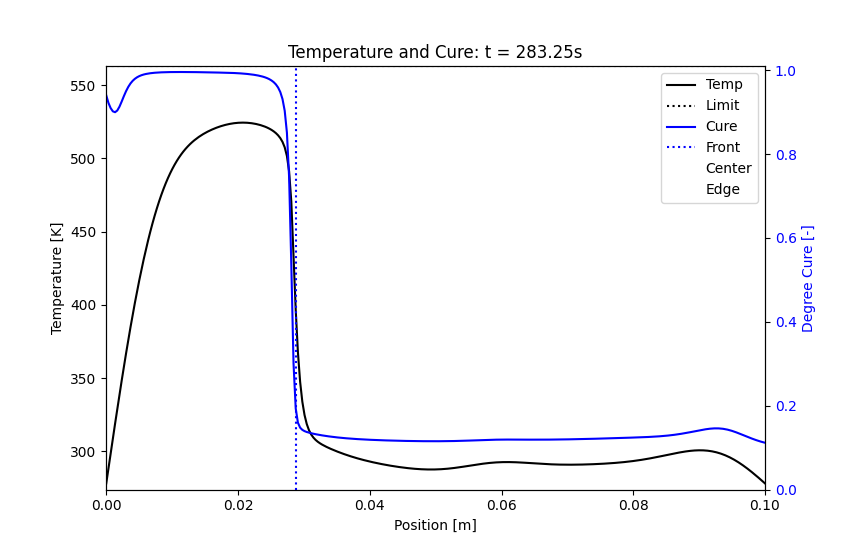 Temperature and Cure: t = 283.25s
Temperature [K]
550
500
450
400
350
300
Temp
Limit
Cure
Front
Center
Edge
1.0
0.8
0.6
0.4
0.2
0.0
Degree Cure [-]
0.00
0.02
0.04
0.06
0.08
0.10
Position [m]